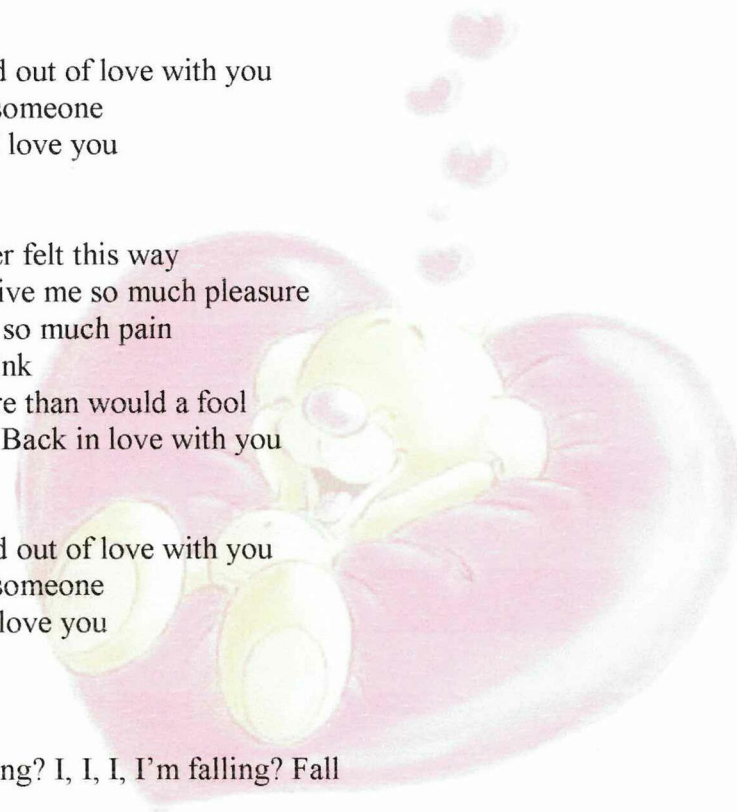 d out of love with you
someone
love you
er felt this way
ive me so much pleasure
so much pain
nk
re than would a fool
Back in love with you
d out of love with you
someone
love you
ng? I, I, I, I'm falling? Fall